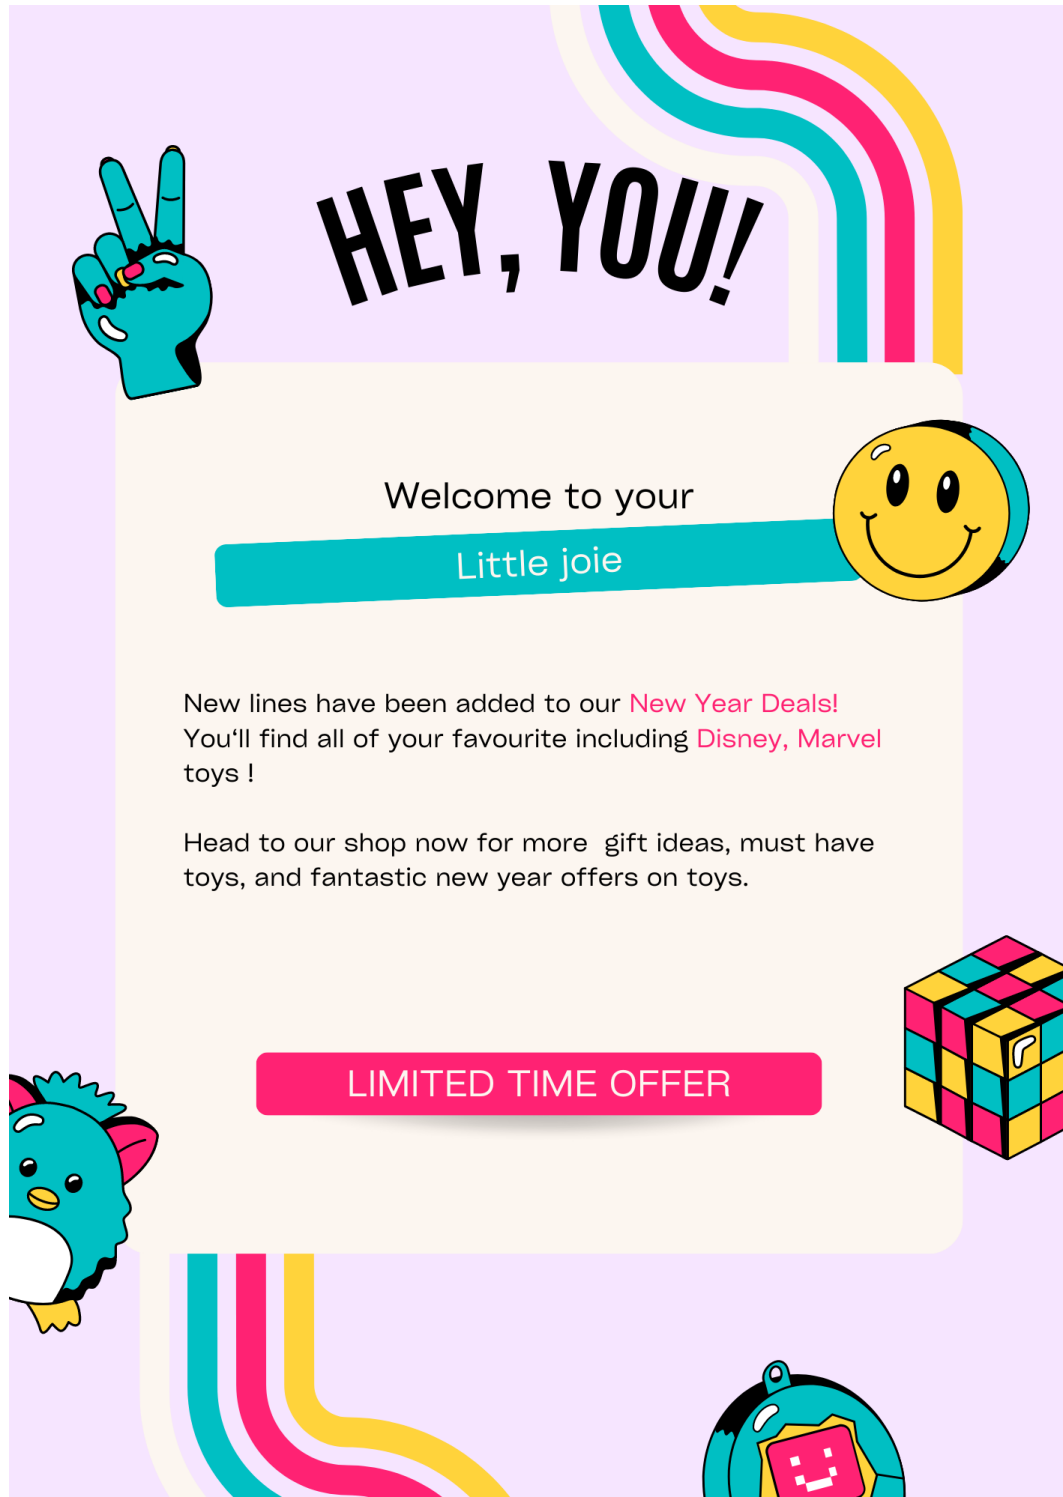 HEY, YOU!
Welcome to your
Little joie
New lines have been added to our New Year Deals!
You‘ll find all of your favourite including Disney, Marvel
toys !
Head to our shop now for more  gift ideas, must have
toys, and fantastic new year offers on toys.
LIMITED TIME OFFER